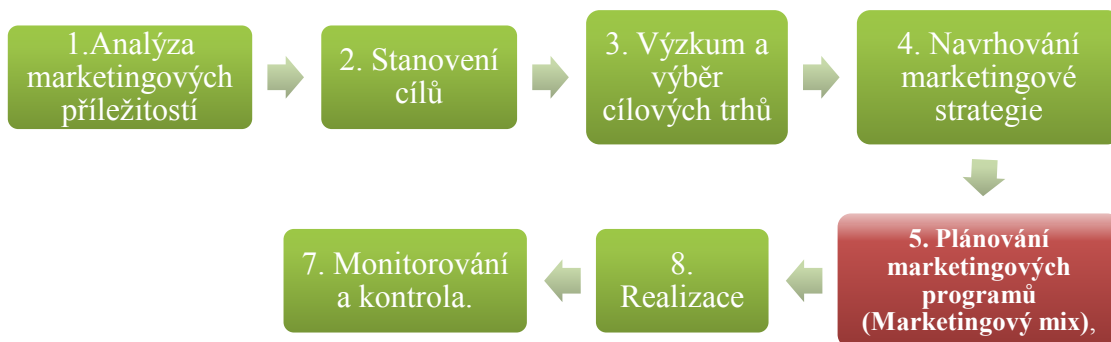 1.Analýza
marketingových
příležitostí
2. Stanovení
cílů
3. Výzkum a
výběr
cílových trhů
4. Navrhování
marketingové
strategie
5. Plánování
marketingových
programů
(Marketingový mix),
8.
Realizace
7. Monitorování
a kontrola.